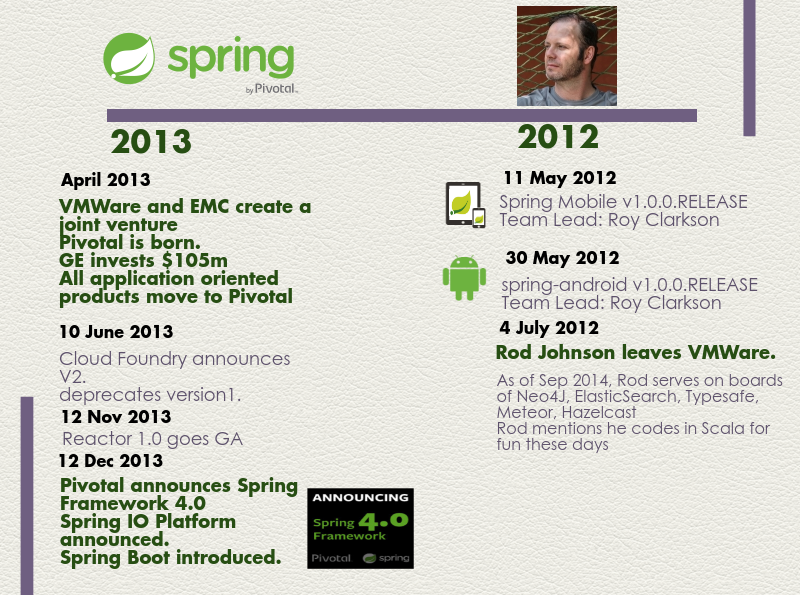 spring
by Pivotal™
2013
April 2013
VMWare and EMC create a
joint venture
Pivotal is born.
GE invests $105m
All application oriented
products move to Pivotal
10 June 2013
Cloud Foundry announces
V2.
deprecates version1.
12 Nov 2013
Reactor 1.0 goes GA
12 Dec 2013
Pivotal announces Spring
Framework 4.0
Spring IO Platform
announced.
Spring Boot introduced.
ANNOUNCING
Spring 4.0
Framework
Pivotal spring
2012
11 May 2012
Spring Mobile v1.0.0.RELEASE
Team Lead: Roy Clarkson
30 May 2012
spring-android v1.0.0.RELEASE
Team Lead: Roy Clarkson
4 July 2012
Rod Johnson leaves VMWare.
As of Sep 2014, Rod serves on boards
of Neo4J, ElasticSearch, Typesafe,
Meteor, Hazelcast
Rod mentions he codes in Scala for
fun these days